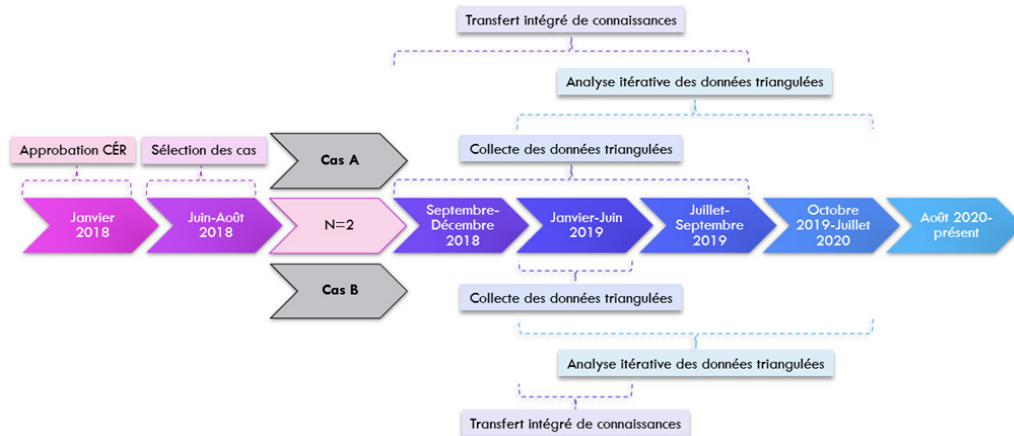 Transfert intégré de connaissances
Analyse itérative des données triangulées
Approbation CÉR
Sélection des cas
Cas A
Collecte des données triangulées
Janvier
2018
Juin-Août
2018
N=2
Septembre-
Décembre
2018
Janvier-Juin
2019
Juillet-
Septembre
2019
Octobre
2019-Juillet
2020
Août 2020-
présent
Cas B
Collecte des données triangulées
Analyse itérative des données triangulées
Transfert intégré de connaissances